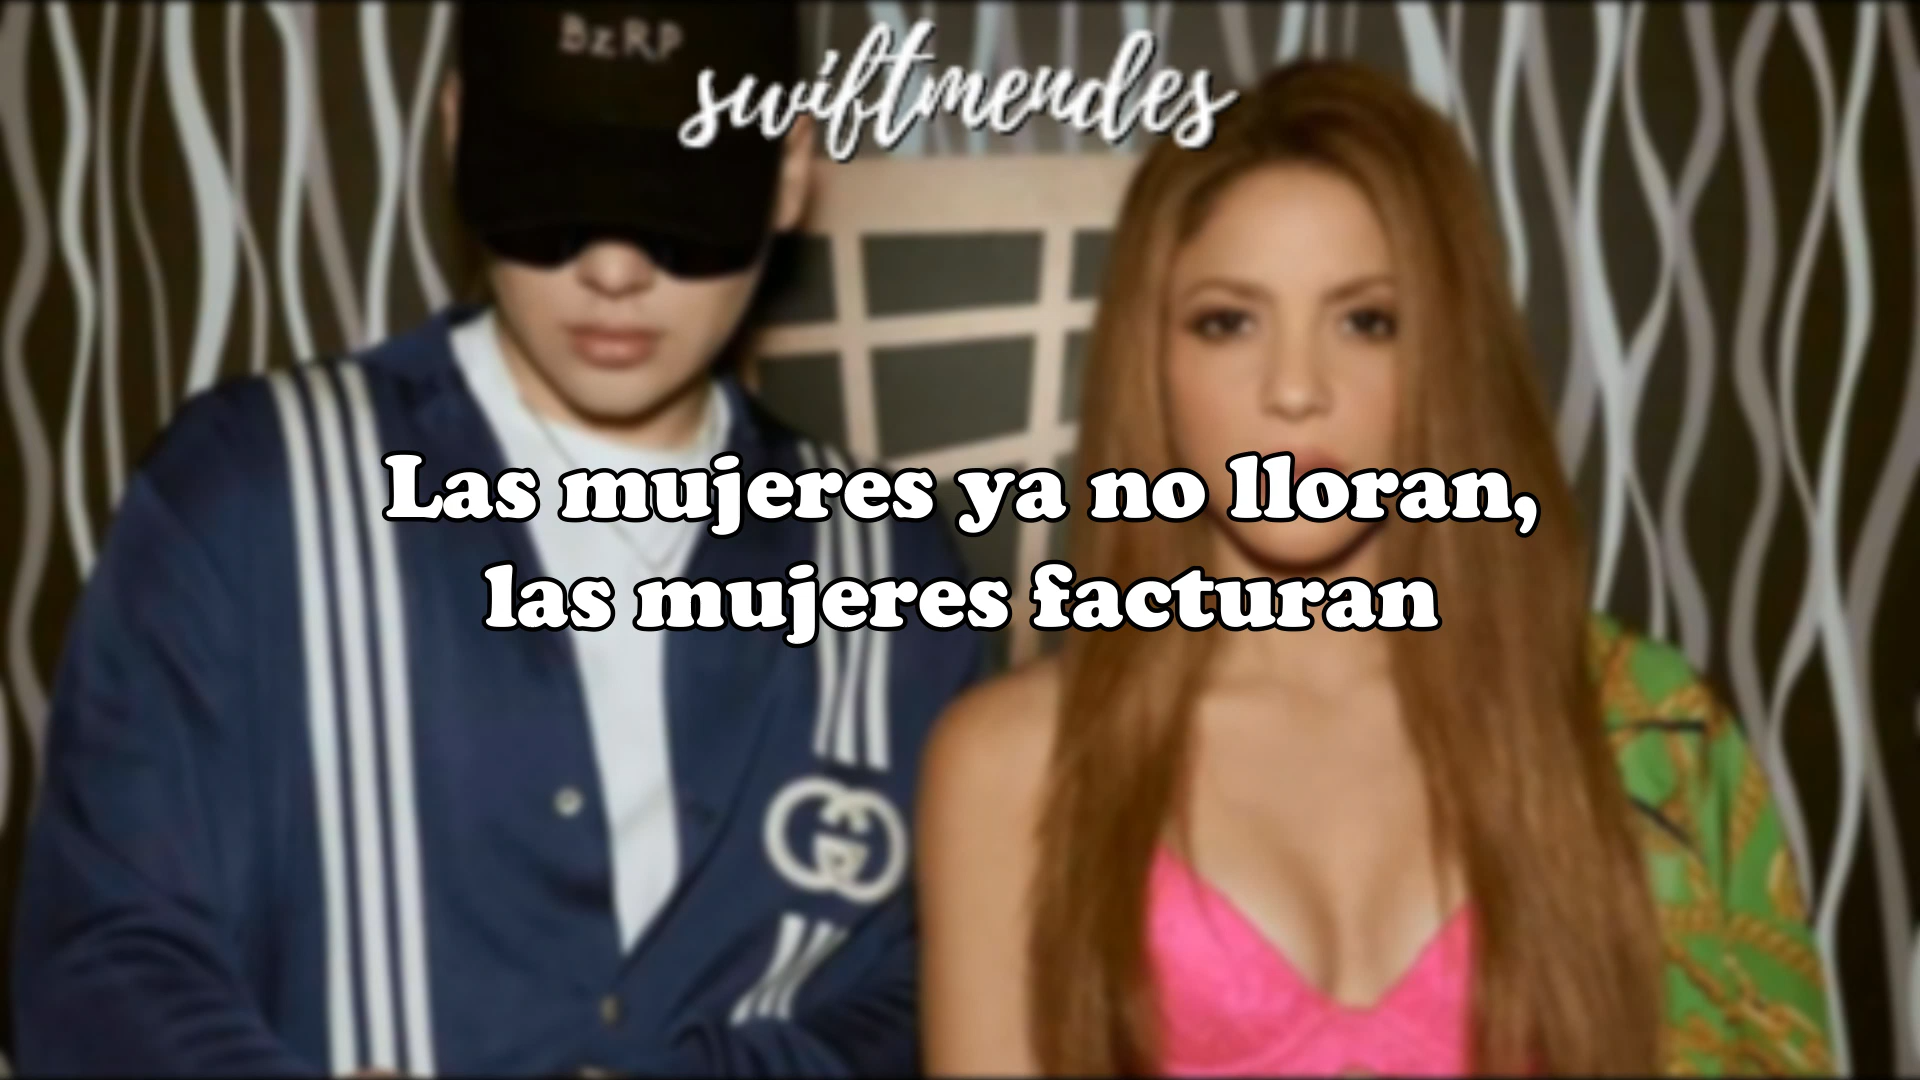 BzRP
swiftmendes
Las mujeres ya no lloran,
las mujeres facturan